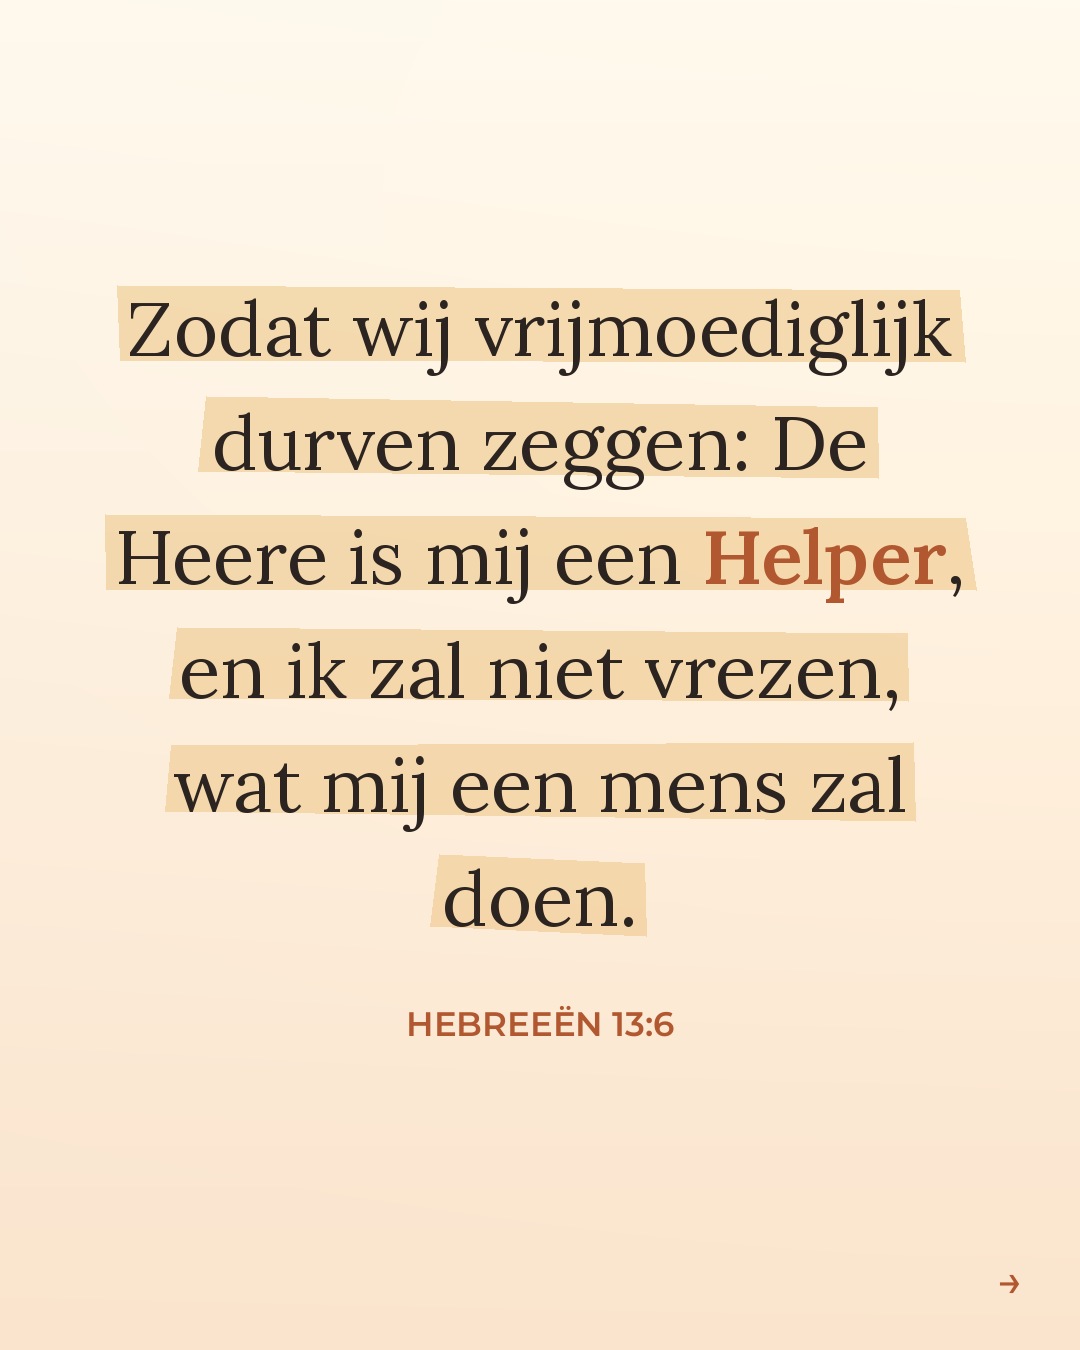 Zodat wij vrijmoediglijk
durven zeggen: De
Heere is mij een Helper,
en ik zal niet vrezen,
wat mij een mens zal
doen.
HEBREEËN 13:6
→